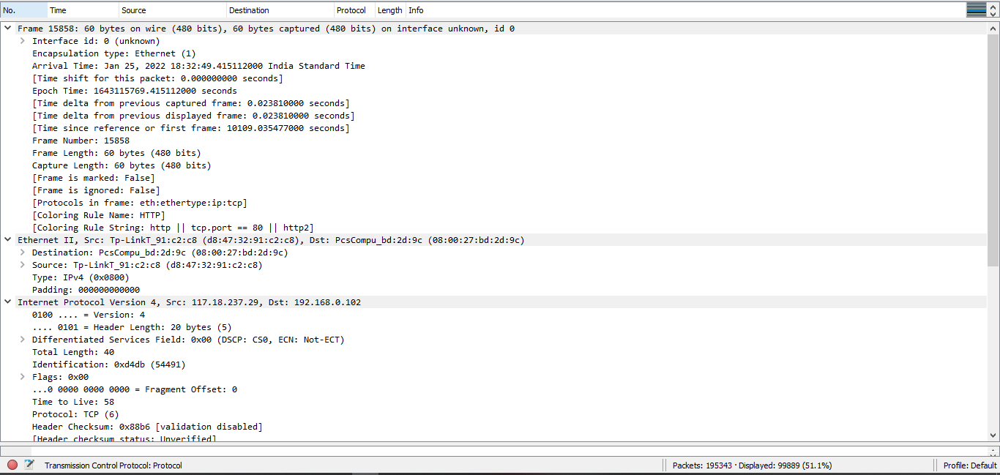 No. Time Source Destination Protocol Length Info
Frame 15858: 60 bytes on wire (480 bits), 60 bytes captured (480 bits) on interface unknown, id 0
Interface id: 0 (unknown)
Encapsulation type: Ethernet (1)
Arrival Time: Jan 25, 2022 18:32:49.415112000 India Standard Time
[Time shift for this packet: 0.000000000 seconds]
Epoch Time: 1643115769.415112000 seconds
[Time delta from previous captured frame: 0.023810000 seconds]
[Time delta from previous displayed frame: 0.023810000 seconds]
[Time since reference or first frame: 10109.035477000 seconds]
Frame Number: 15858
Frame Length: 60 bytes (480 bits)
Capture Length: 60 bytes (480 bits)
[Frame is marked: False]
[Frame is ignored: False]
[Protocols in frame: eth:ethertype:ip:tcp]
[Coloring Rule Name: HTTP]
[Coloring Rule String: http || tcp.port == 80 || http2]
Ethernet II, Src: Tp-LinkT_91:c2:c8 (d8:47:32:91:c2:c8), Dst: PcsCompu_bd:2d:9c (08:00:27:bd:2d:9c)
Destination: PcsCompu_bd:2d:9c (08:00:27:bd:2d:9c)
Source: Tp-LinkT_91:c2:c8 (d8:47:32:91:c2:c8)
Type: IPv4 (0x0800)
Padding: 000000000000
Internet Protocol Version 4, Src: 117.18.237.29, Dst: 192.168.0.102
0100 .... = Version: 4
.... 0101 = Header Length: 20 bytes (5)
Differentiated Services Field: 0x00 (DSCP: CS0, ECN: Not-ECT)
Total Length: 40
Identification: 0xd4db (54491)
Flags: 0x00
...0 0000 0000 0000 = Fragment Offset: 0
Time to Live: 58
Protocol: TCP (6)
Header Checksum: 0x88b6 [validation disabled]
[Header checksum status: Unverified]
Transmission Control Protocol: Protocol Packets: 195343 · Displayed: 99889 (51.1%) Profile: Default